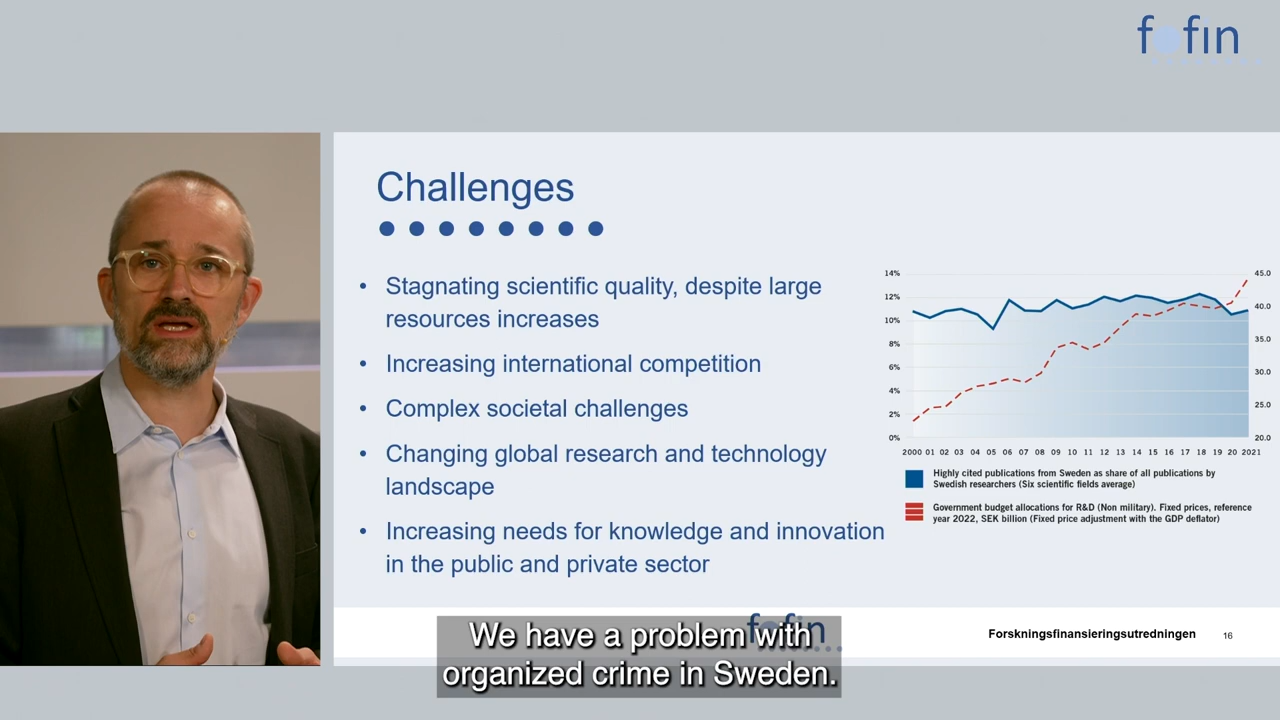 fofin
Challenges
• Stagnating scientific quality, despite large
resources increases
• Increasing international competition
• Complex societal challenges
• Changing global research and technology
landscape
• Increasing needs for knowledge and innovation
in the public and private sector
14%
12%
10%
8%
6%
4%
2%
0%
45.0
40.0
35.0
30.0
25.0
20.0
2000 01 02 03 04 05 06 07 08 09 10 11 12 13 14 15 16 17 18 19 20 2021
Highly cited publications from Sweden as share of all publications by
Swedish researchers (Six scientific fields average)
Government budget allocations for R&D (Non military). Fixed prices, reference
year 2022, SEK billion (Fixed price adjustment with the GDP deflator)
fofin
Forskningsfinansieringsutredningen 16
We have a problem with
organized crime in Sweden.